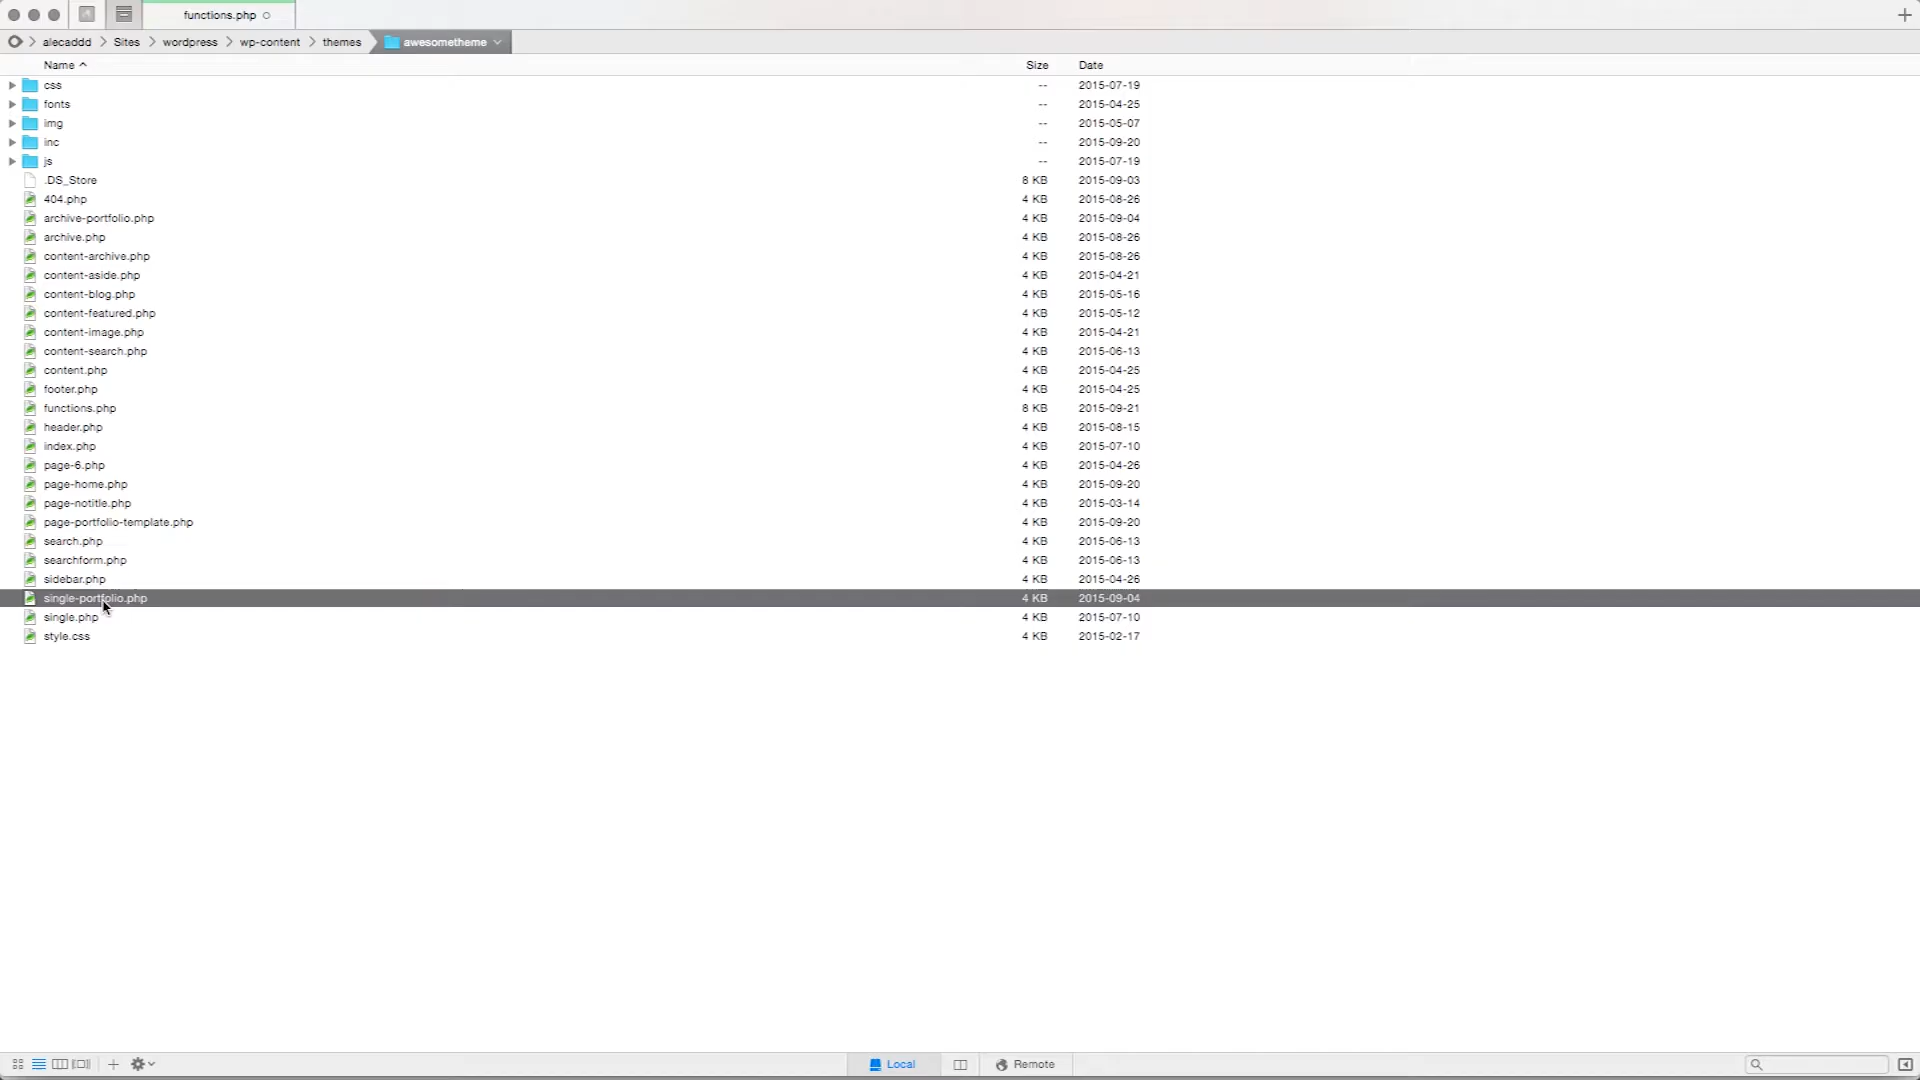 functions.php
alecaddd Sites wordpress wp-content themes awesometheme
Name Size Date
css -- 2015-07-19
fonts -- 2015-04-25
img -- 2015-05-07
inc -- 2015-09-20
js -- 2015-07-19
.DS_Store 8 KB 2015-09-03
404.php 4 KB 2015-08-26
archive-portfolio.php 4 KB 2015-09-04
archive.php 4 KB 2015-08-26
content-archive.php 4 KB 2015-08-26
content-aside.php 4 KB 2015-04-21
content-blog.php 4 KB 2015-05-16
content-featured.php 4 KB 2015-05-12
content-image.php 4 KB 2015-04-21
content-search.php 4 KB 2015-06-13
content.php 4 KB 2015-04-25
footer.php 4 KB 2015-04-25
functions.php 8 KB 2015-09-21
header.php 4 KB 2015-08-15
index.php 4 KB 2015-07-10
page-6.php 4 KB 2015-04-26
page-home.php 4 KB 2015-09-20
page-notitle.php 4 KB 2015-03-14
page-portfolio-template.php 4 KB 2015-09-20
search.php 4 KB 2015-06-13
searchform.php 4 KB 2015-06-13
sidebar.php 4 KB 2015-04-26
single-portfolio.php 4 KB 2015-09-04
single.php 4 KB 2015-07-10
style.css 4 KB 2015-02-17
Local Remote